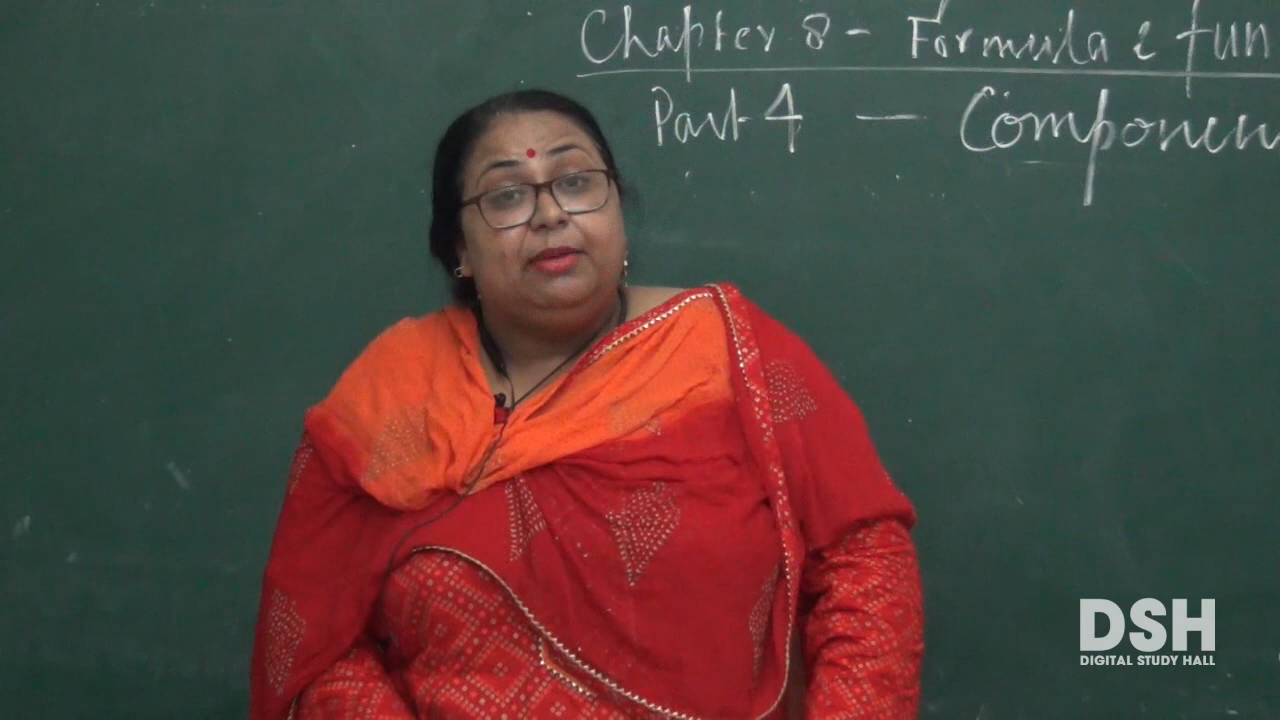 Chapter 8 - Formula & fun
Part 4 — Componen
DSH
DIGITAL STUDY HALL